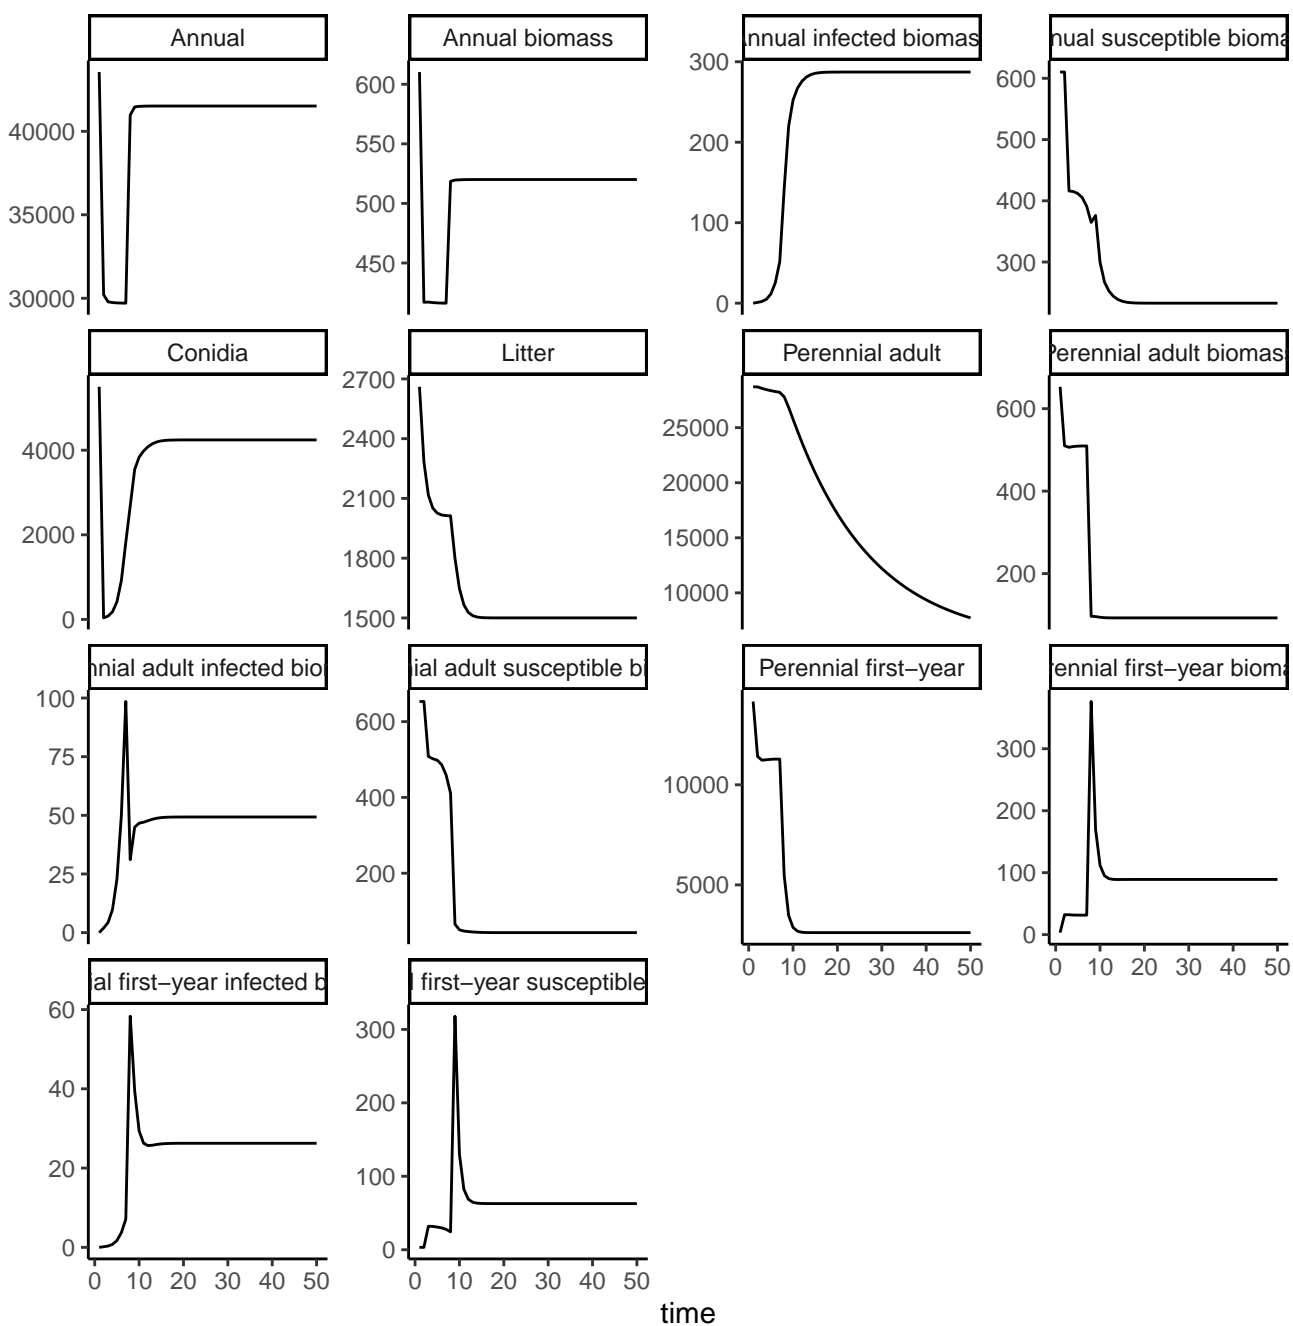 Annual
Annual biomass
nnual infected biomas
nual susceptible bioma
600
550
500
450
300
200
100
0
600
500
400
300
40000
35000
30000
Conidia
Litter
Perennial adult
Perennial adult biomas
4000
2000
0
2700
2400
2100
1800
1500
25000
20000
15000
10000
600
400
200
nnial adult infected bio
ial adult susceptible b
Perennial first−year
rennial first−year bioma
100
75
50
25
0
600
400
200
10000
5000
300
200
100
0
0 10 20 30 40 50
0 10 20 30 40 50
ial first−year infected b
first−year susceptible
60
40
20
0
300
200
100
0
0 10 20 30 40 50
0 10 20 30 40 50
time